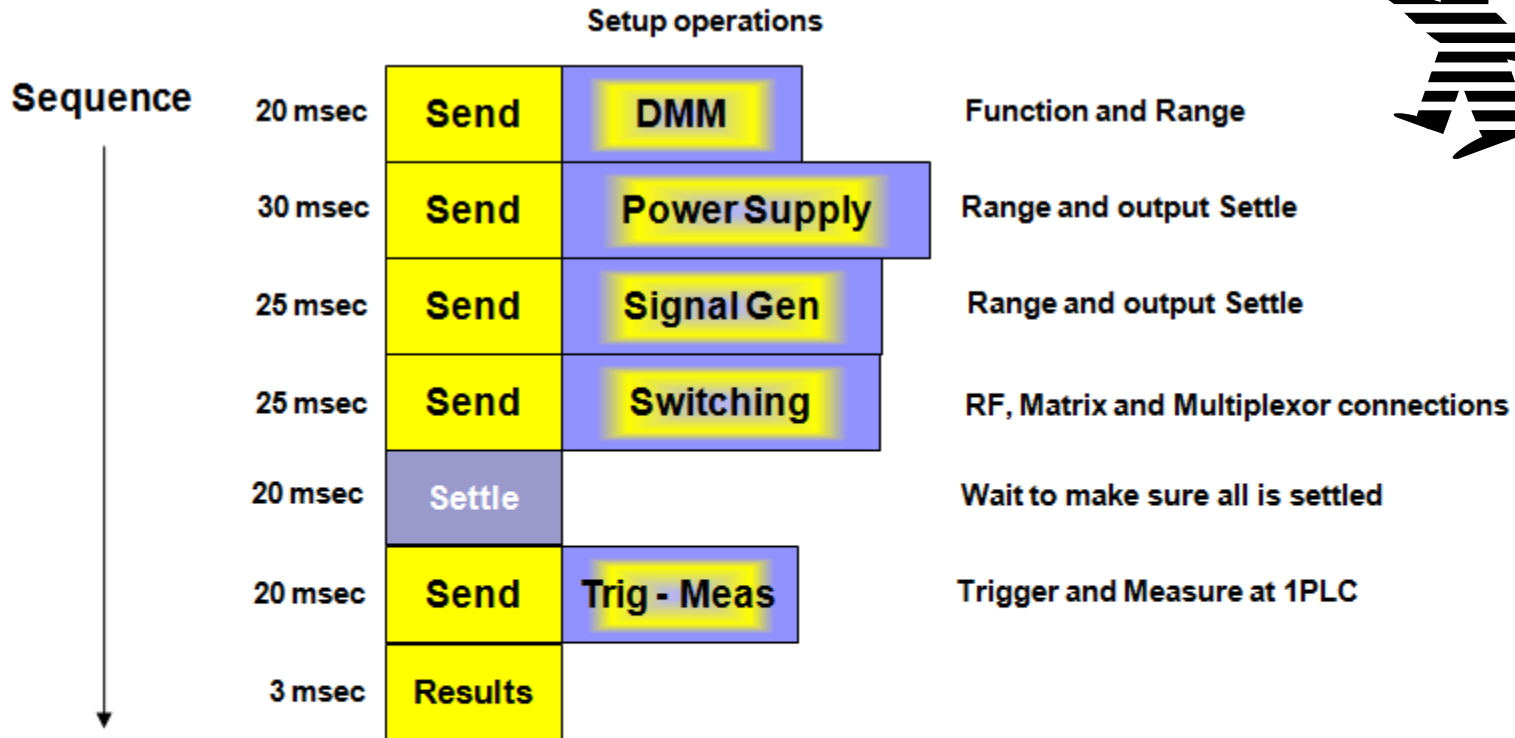 Setup operations
Sequence
20 msec Send DMM Function and Range
30 msec Send Power Supply Range and output Settle
25 msec Send Signal Gen Range and output Settle
25 msec Send Switching RF, Matrix and Multiplexor connections
20 msec Settle Wait to make sure all is settled
20 msec Send Trig - Meas Trigger and Measure at 1PLC
3 msec Results